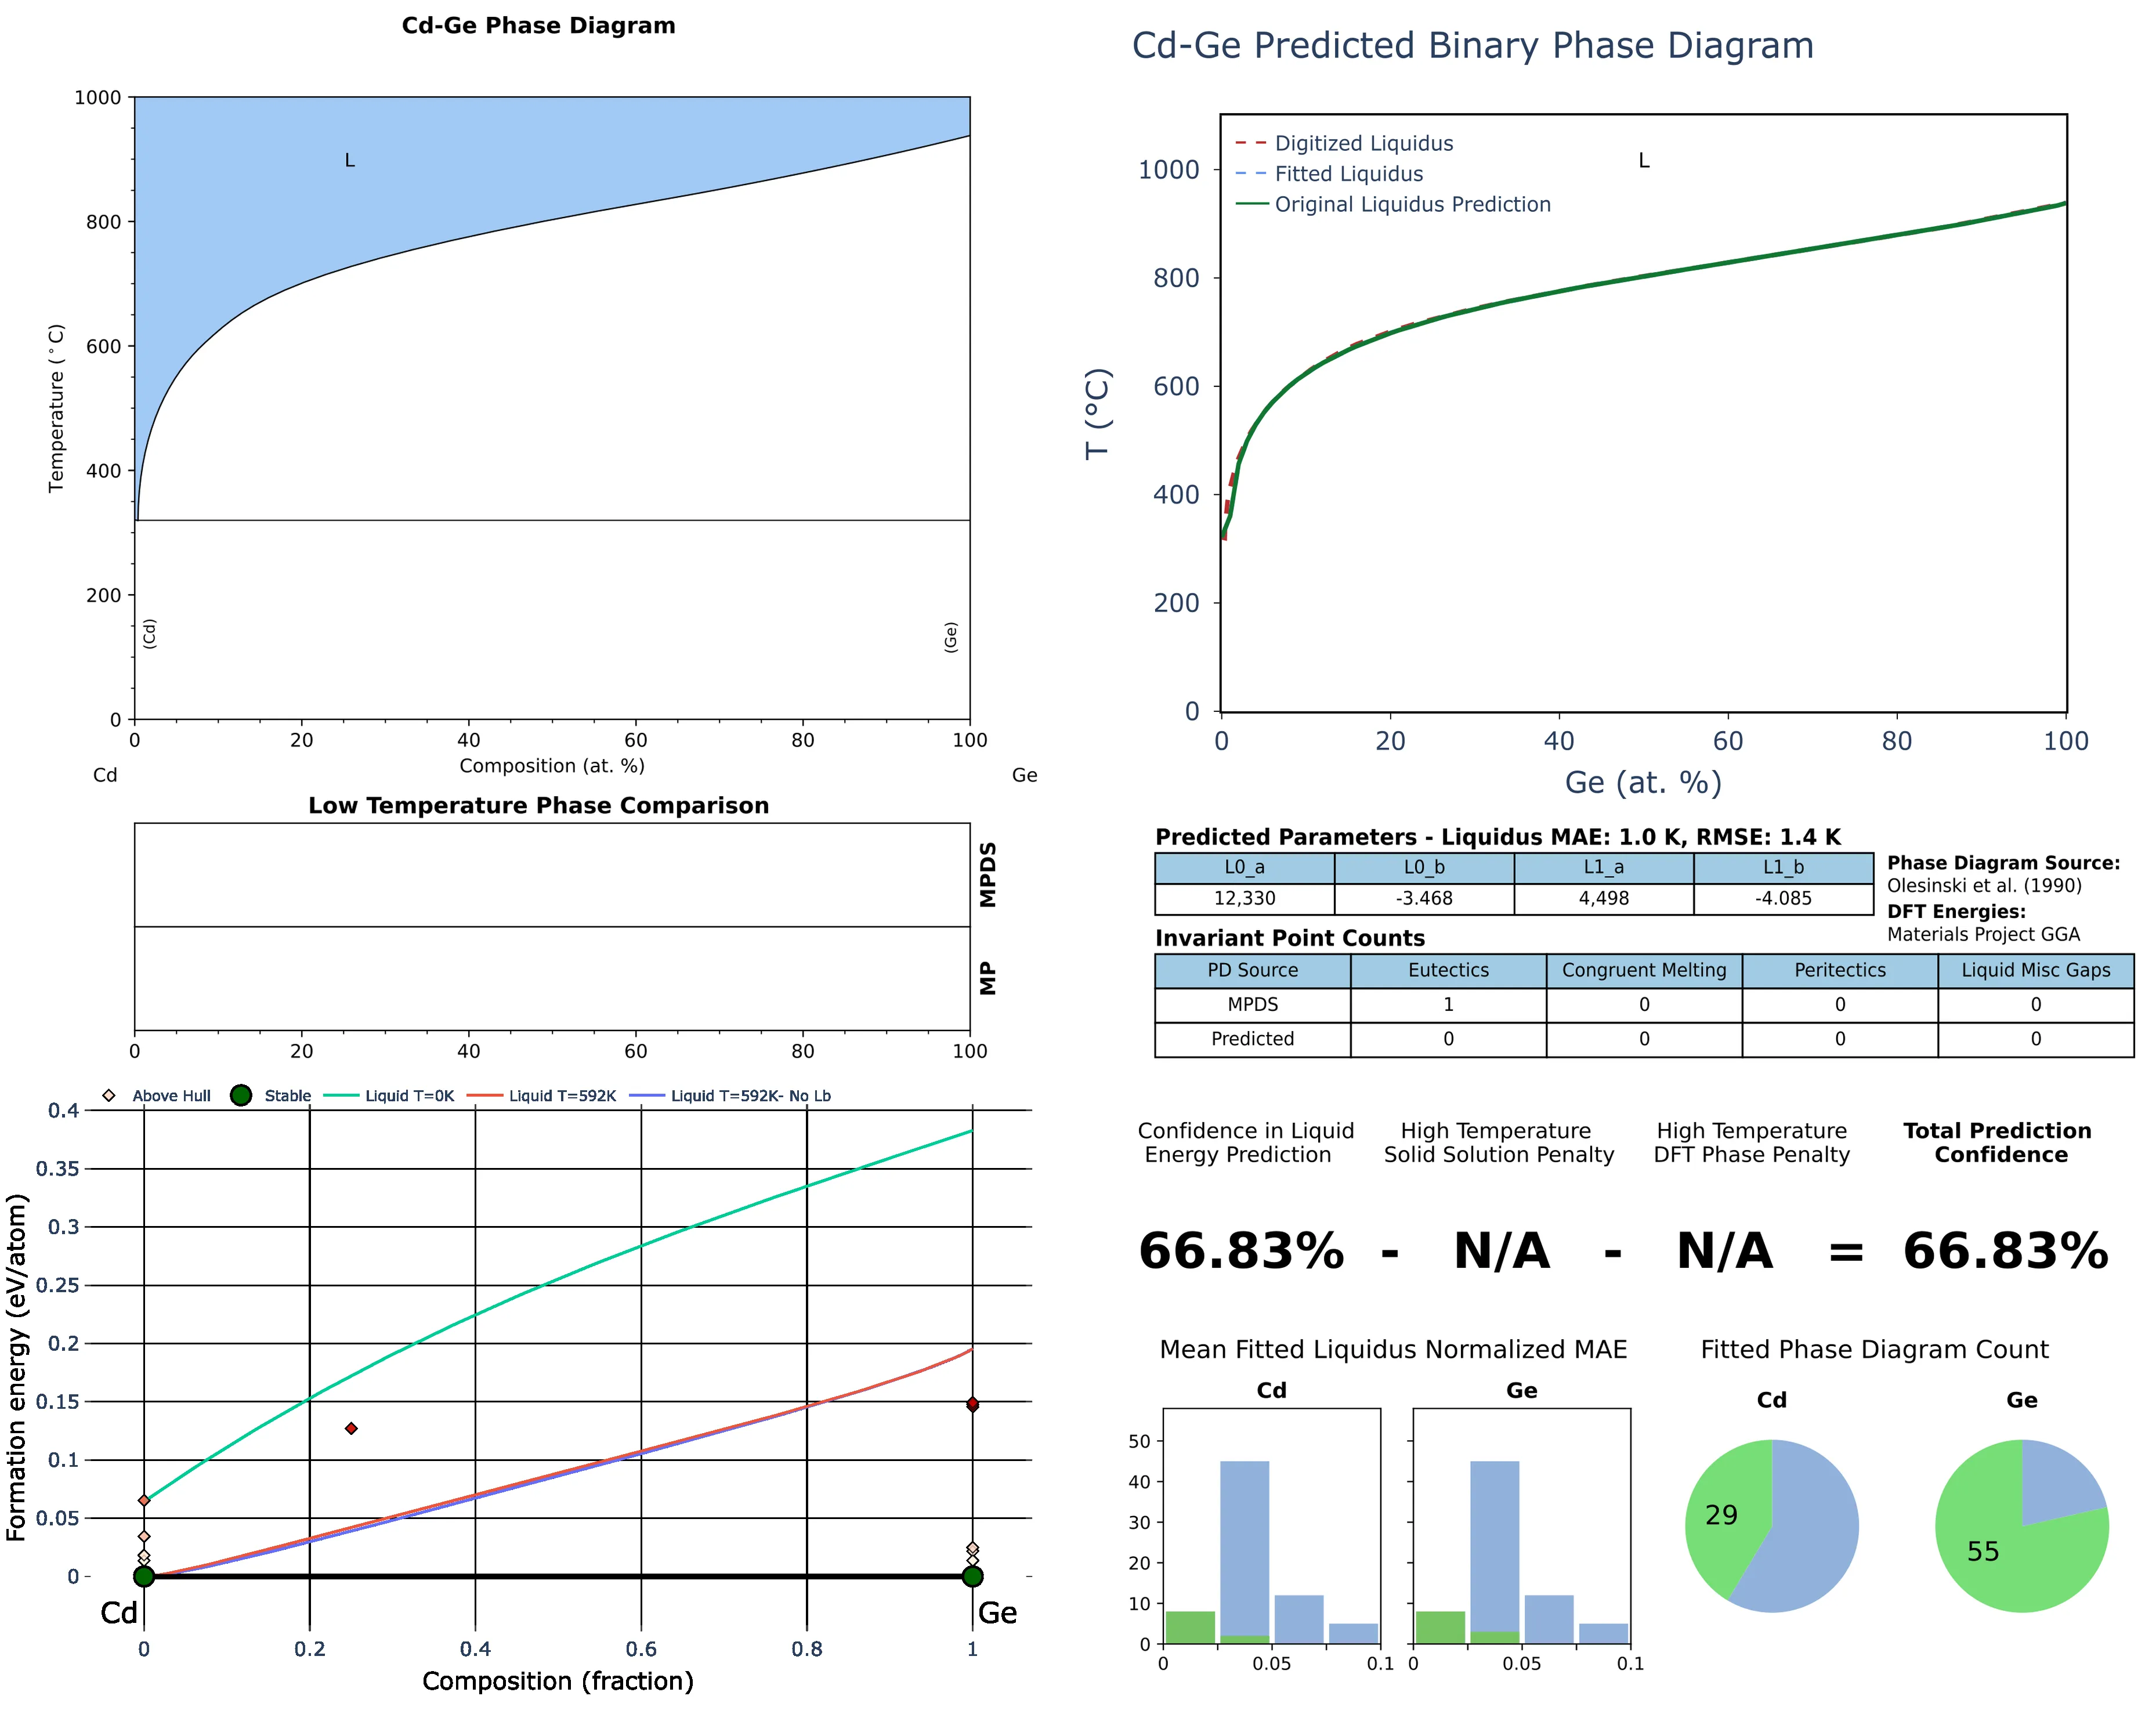 Cd-Ge Phase Diagram
1000
800
600
400
200
0
Temperature (°C)
L
(Cd)
(Ge)
0 20 40 60 80 100
Composition (at. %)
Cd Ge
Low Temperature Phase Comparison
MPDS
MP
0 20 40 60 80 100
Above Hull Stable Liquid T=0K Liquid T=592K Liquid T=592K- No Lb
0.4
0.35
0.3
0.25
0.2
0.15
0.1
0.05
0
Formation energy (eV/atom)
Cd Ge
0 0.2 0.4 0.6 0.8 1
Composition (fraction)
Cd-Ge Predicted Binary Phase Diagram
Digitized Liquidus
Fitted Liquidus
Original Liquidus Prediction
L
1000
800
600
400
200
0
T (°C)
0 20 40 60 80 100
Ge (at. %)
Predicted Parameters - Liquidus MAE: 1.0 K, RMSE: 1.4 K
L0_a L0_b L1_a L1_b
12,330 -3.468 4,498 -4.085
Phase Diagram Source:
Olesinski et al. (1990)
DFT Energies:
Materials Project GGA
Invariant Point Counts
PD Source Eutectics Congruent Melting Peritectics Liquid Misc Gaps
MPDS 1 0 0 0
Predicted 0 0 0 0
Confidence in Liquid
Energy Prediction
High Temperature
Solid Solution Penalty
High Temperature
DFT Phase Penalty
Total Prediction
Confidence
66.83% - N/A - N/A = 66.83%
Mean Fitted Liquidus Normalized MAE
Cd Ge
50
40
30
20
10
0
0 0.05 0.1 0 0.05 0.1
Fitted Phase Diagram Count
Cd Ge
29
55